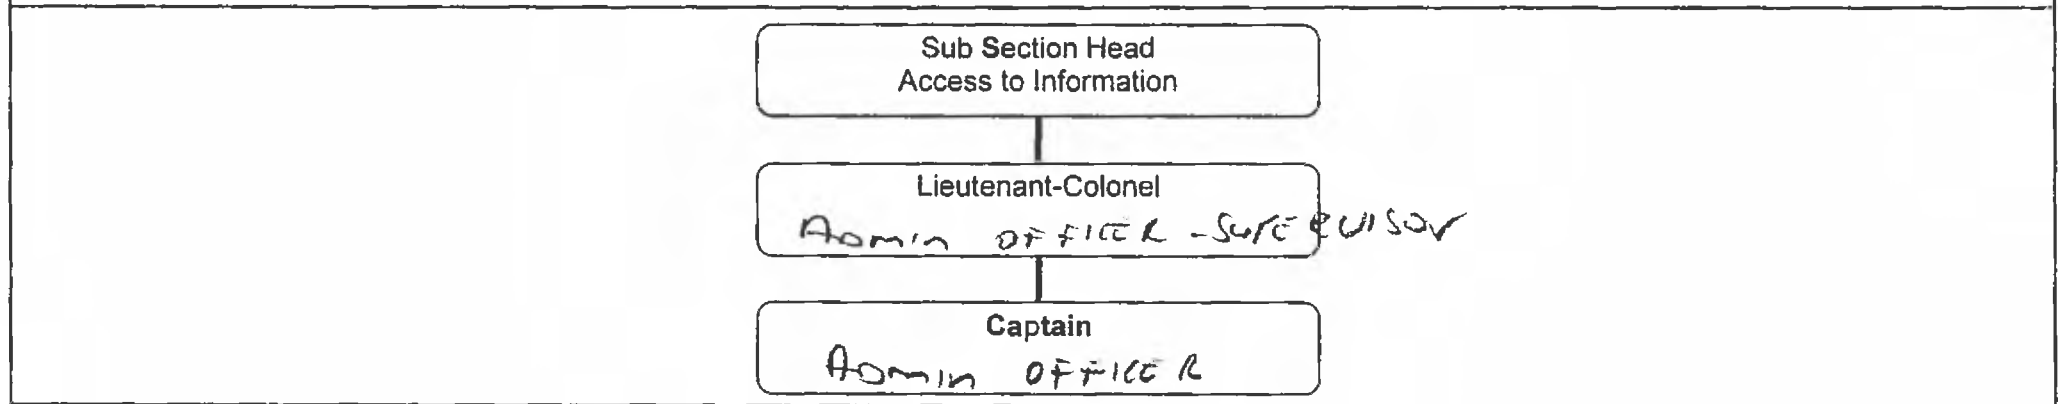 Sub Section Head
Access to Information
Lieutenant-Colonel
Admin OFFICER - SUPERVISOR
Captain
Admin OFFICER